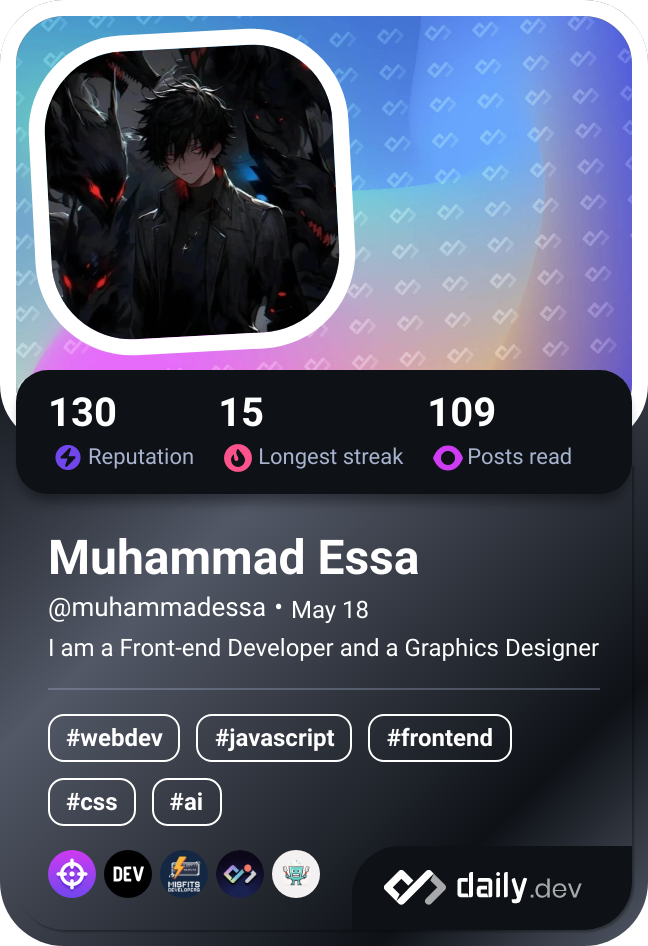 130 15 109
Reputation Longest streak Posts read
Muhammad Essa
@muhammadessa • May 18
I am a Front-end Developer and a Graphics Designer
#webdev #javascript #frontend
#css #ai
DEV MISFITS DEVELOPERS daily.dev